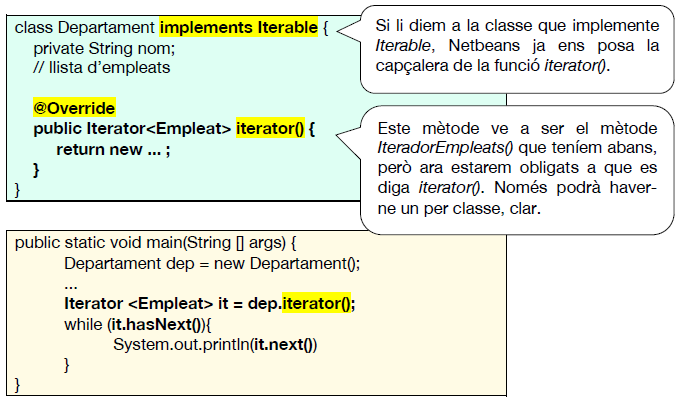 class Departament implements Iterable {
private String nom;
// llista d'empleats
@Override
public Iterator<Empleat> iterator() {
return new ... ;
}
}
Si li diem a la classe que implemente
Iterable, Netbeans ja ens posa la
capçalera de la funció iterator().
Este mètode ve a ser el mètode
IteradorEmpleats() que teníem abans,
però ara estarem obligats a que es
diga iterator(). Només podrà haver-
ne un per classe, clar.
public static void main(String [] args) {
Departament dep = new Departament();
...
Iterator <Empleat> it = dep.iterator();
while (it.hasNext()){
System.out.println(it.next())
}
}